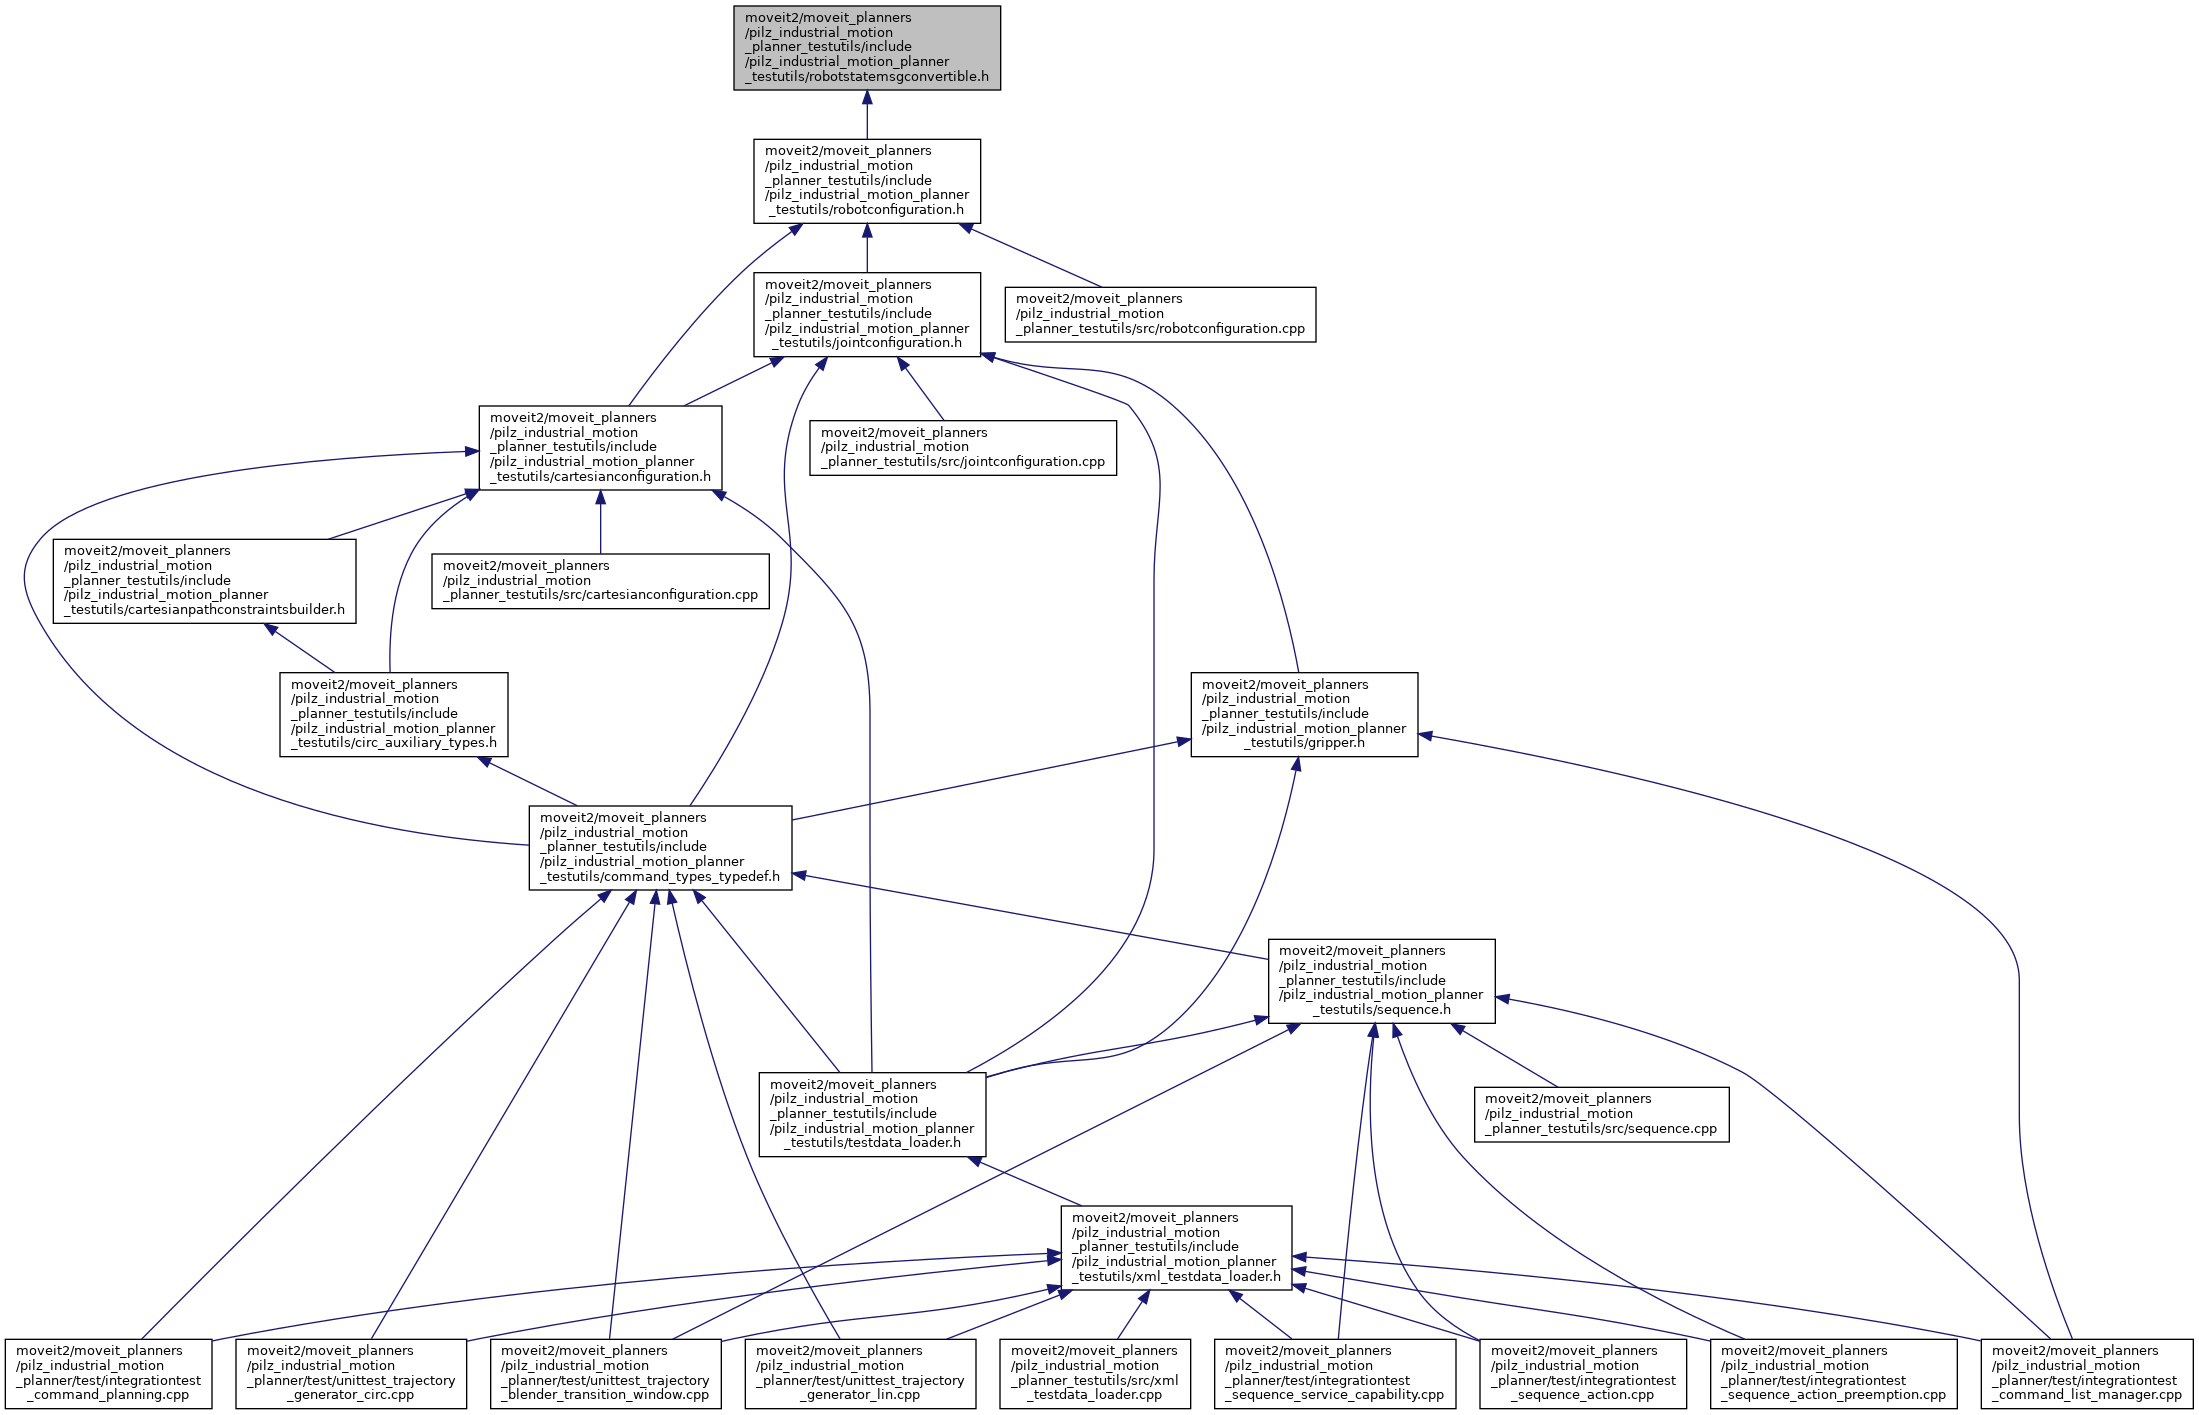 moveit2/moveit_planners
/pilz_industrial_motion
_planner_testutils/include
/pilz_industrial_motion_planner
_testutils/robotstatemsgconvertible.h
moveit2/moveit_planners
/pilz_industrial_motion
_planner_testutils/include
/pilz_industrial_motion_planner
_testutils/robotconfiguration.h
moveit2/moveit_planners
/pilz_industrial_motion
_planner_testutils/include
/pilz_industrial_motion_planner
_testutils/jointconfiguration.h
moveit2/moveit_planners
/pilz_industrial_motion
_planner_testutils/src/robotconfiguration.cpp
moveit2/moveit_planners
/pilz_industrial_motion
_planner_testutils/include
/pilz_industrial_motion_planner
_testutils/cartesianconfiguration.h
moveit2/moveit_planners
/pilz_industrial_motion
_planner_testutils/src/jointconfiguration.cpp
moveit2/moveit_planners
/pilz_industrial_motion
_planner_testutils/include
/pilz_industrial_motion_planner
_testutils/cartesianpathconstraintsbuilder.h
moveit2/moveit_planners
/pilz_industrial_motion
_planner_testutils/src/cartesianconfiguration.cpp
moveit2/moveit_planners
/pilz_industrial_motion
_planner_testutils/include
/pilz_industrial_motion_planner
_testutils/circ_auxiliary_types.h
moveit2/moveit_planners
/pilz_industrial_motion
_planner_testutils/include
/pilz_industrial_motion_planner
_testutils/gripper.h
moveit2/moveit_planners
/pilz_industrial_motion
_planner_testutils/include
/pilz_industrial_motion_planner
_testutils/command_types_typedef.h
moveit2/moveit_planners
/pilz_industrial_motion
_planner_testutils/include
/pilz_industrial_motion_planner
_testutils/sequence.h
moveit2/moveit_planners
/pilz_industrial_motion
_planner_testutils/include
/pilz_industrial_motion_planner
_testutils/testdata_loader.h
moveit2/moveit_planners
/pilz_industrial_motion
_planner_testutils/src/sequence.cpp
moveit2/moveit_planners
/pilz_industrial_motion
_planner_testutils/include
/pilz_industrial_motion_planner
_testutils/xml_testdata_loader.h
moveit2/moveit_planners
/pilz_industrial_motion
_planner/test/integrationtest
_command_planning.cpp
moveit2/moveit_planners
/pilz_industrial_motion
_planner/test/unittest_trajectory
_generator_circ.cpp
moveit2/moveit_planners
/pilz_industrial_motion
_planner/test/unittest_trajectory
_blender_transition_window.cpp
moveit2/moveit_planners
/pilz_industrial_motion
_planner/test/unittest_trajectory
_generator_lin.cpp
moveit2/moveit_planners
/pilz_industrial_motion
_planner_testutils/src/xml
_testdata_loader.cpp
moveit2/moveit_planners
/pilz_industrial_motion
_planner/test/integrationtest
_sequence_service_capability.cpp
moveit2/moveit_planners
/pilz_industrial_motion
_planner/test/integrationtest
_sequence_action.cpp
moveit2/moveit_planners
/pilz_industrial_motion
_planner/test/integrationtest
_sequence_action_preemption.cpp
moveit2/moveit_planners
/pilz_industrial_motion
_planner/test/integrationtest
_command_list_manager.cpp